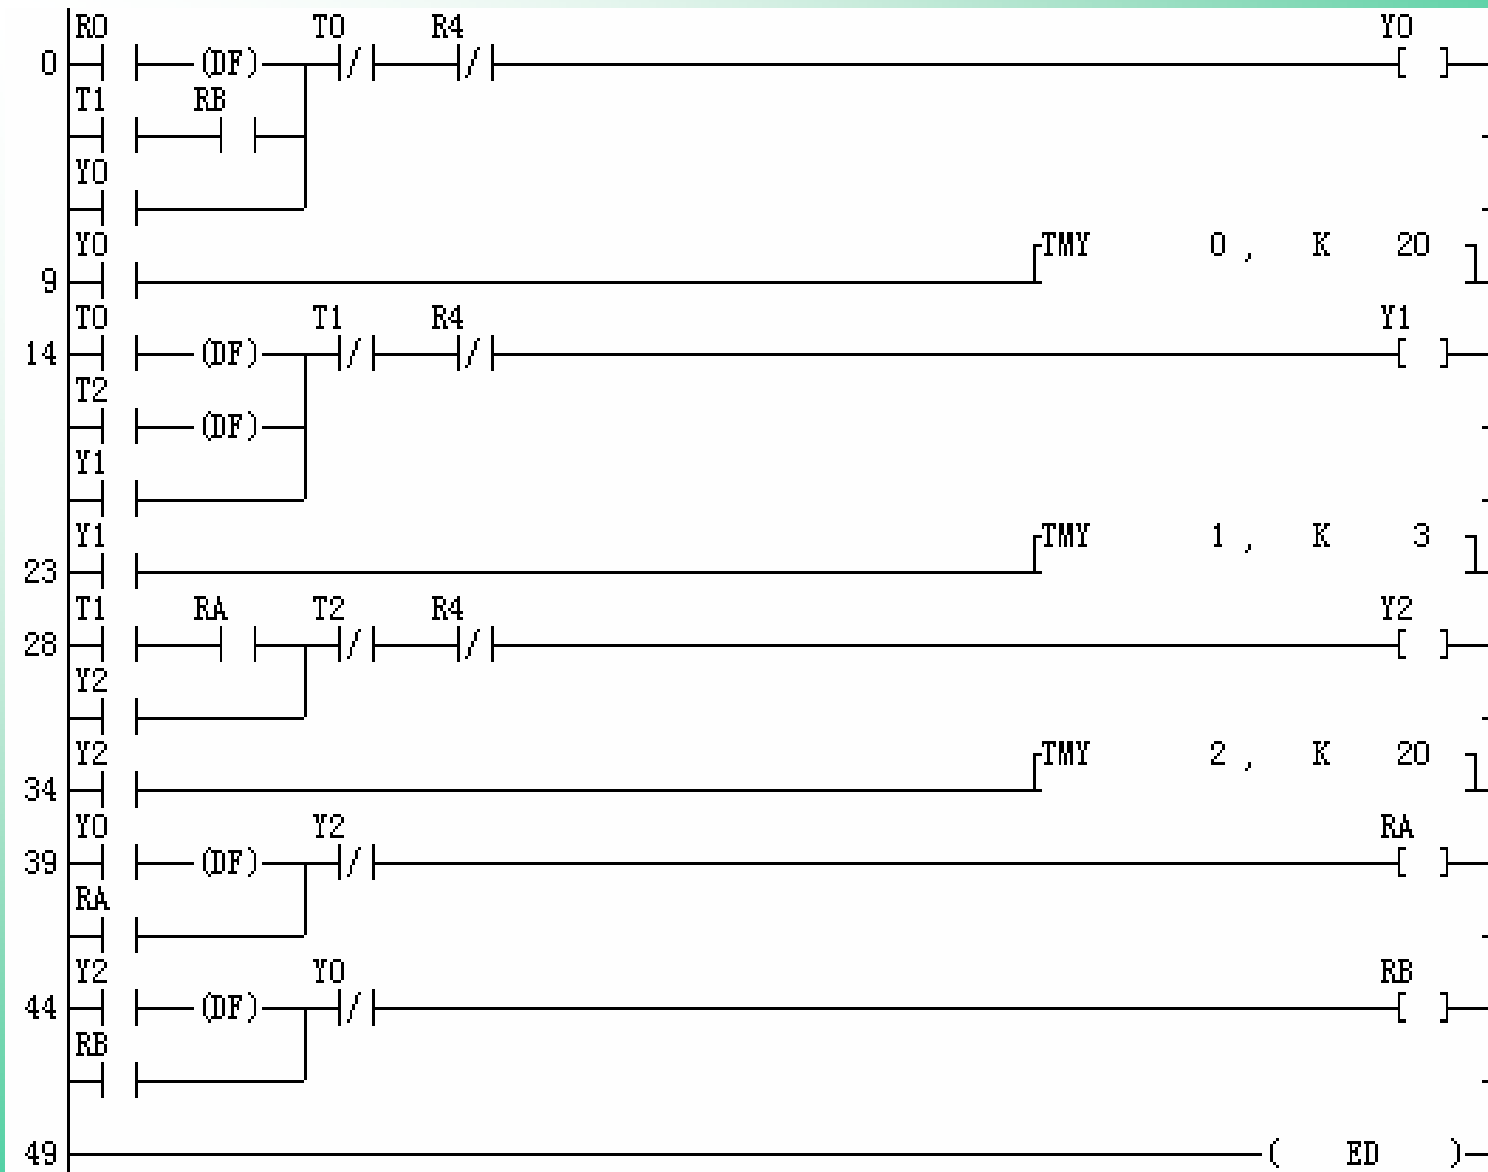 R0 T0 R4 Y0
0 (DF)
T1 RB
Y0
Y0 TMY 0 , K 20
9
T0 T1 R4 Y1
14 (DF)
T2
(DF)
Y1
Y1 TMY 1 , K 3
23
T1 RA T2 R4 Y2
28
Y2
Y2 TMY 2 , K 20
34
Y0 Y2 RA
39 (DF)
RA
Y2 Y0 RB
44 (DF)
RB
49 ( ED )